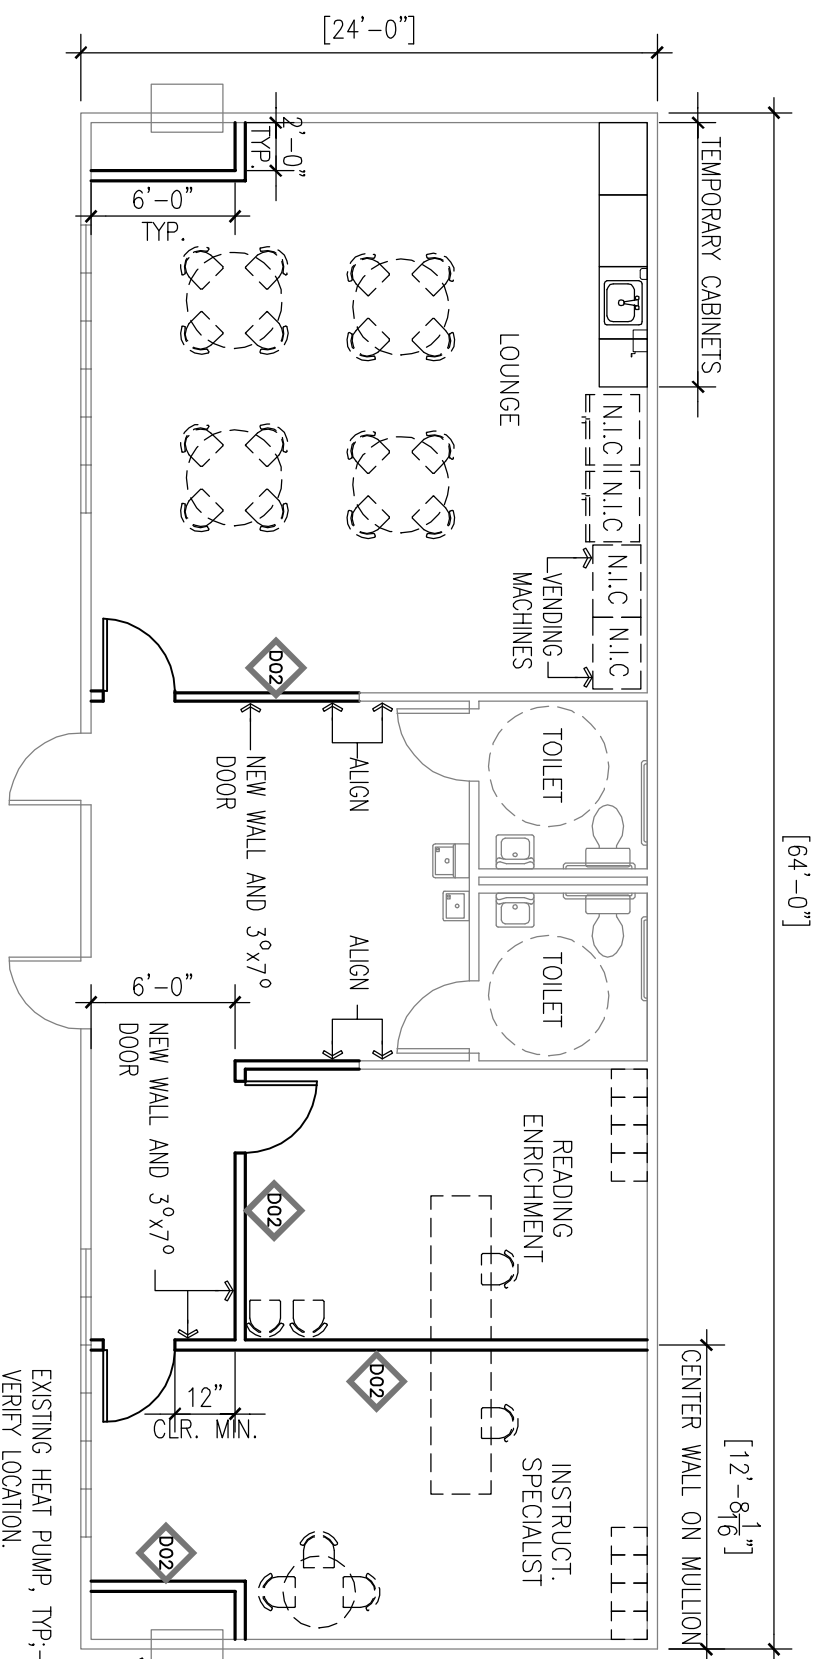 [64'-0"]
[24'-0"]
TEMPORARY CABINETS
[12'-8 1/16"]
CENTER WALL ON MULLION
N.I.C
N.I.C
N.I.C
N.I.C
VENDING
MACHINES
LOUNGE
2'-0"
TYP.
6'-0"
TYP.
D02
TOILET
TOILET
ALIGN
ALIGN
NEW WALL AND 3⁰x7⁰
DOOR
6'-0"
NEW WALL AND 3⁰x7⁰
DOOR
READING
ENRICHMENT
D02
D02
INSTRUCT.
SPECIALIST
12"
CLR. MIN.
D02
EXISTING HEAT PUMP, TYP;
VERIFY LOCATION.